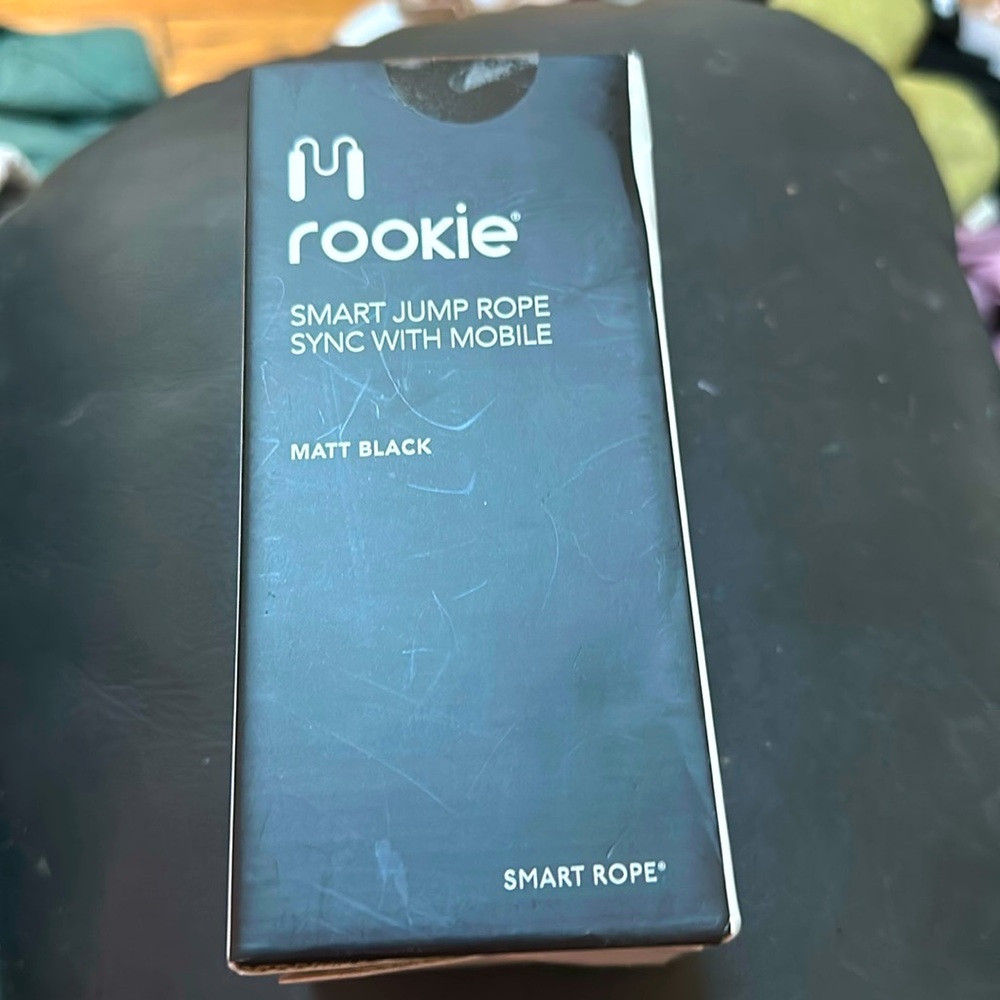 rookie®
SMART JUMP ROPE
SYNC WITH MOBILE
MATT BLACK
SMART ROPE®